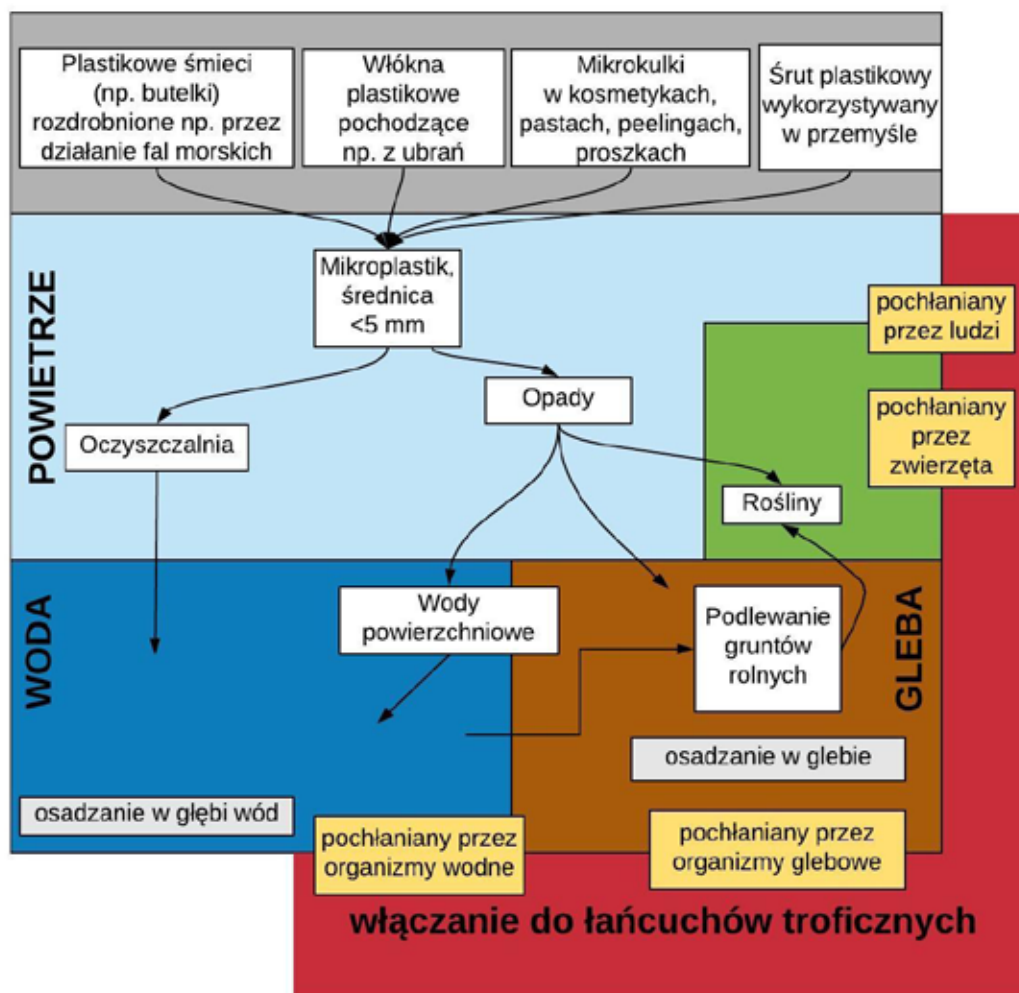 Plastikowe śmieci
(np. butelki)
rozdrobnione np. przez
działanie fal morskich
Włókna
plastikowe
pochodzące
np. z ubrań
Mikrokulki
w kosmetykach,
pastach, peelingach,
proszkach
Śrut plastikowy
wykorzystywany
w przemyśle
POWIETRZE
Mikroplastik,
średnica
<5 mm
pochłaniany
przez ludzi
Opady
pochłaniany
przez
zwierzęta
Oczyszczalnia
Rośliny
WODA
Wody
powierzchniowe
Podlewanie
gruntów
rolnych
GLEBA
osadzanie w glebie
osadzanie w głębi wód
pochłaniany przez
organizmy wodne
pochłaniany przez
organizmy glebowe
włączanie do łańcuchów troficznych